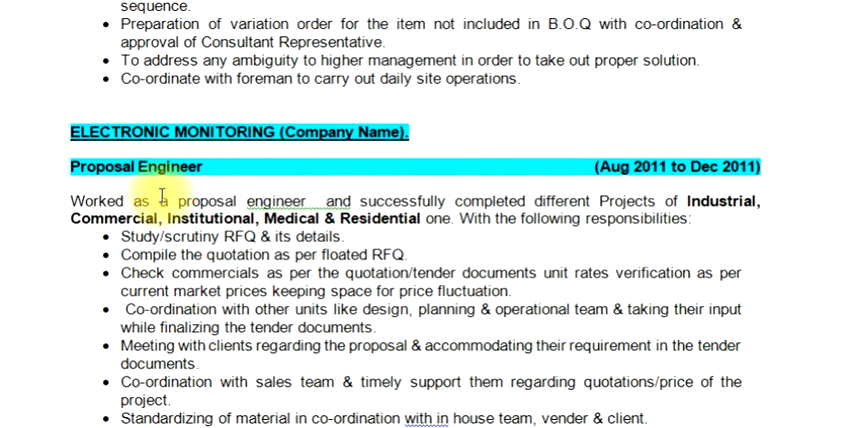 sequence.
• Preparation of variation order for the item not included in B.O.Q with co-ordination &
approval of Consultant Representative.
• To address any ambiguity to higher management in order to take out proper solution.
• Co-ordinate with foreman to carry out daily site operations.
ELECTRONIC MONITORING (Company Name).
Proposal Engineer (Aug 2011 to Dec 2011)
Worked as a proposal engineer and successfully completed different Projects of Industrial,
Commercial, Institutional, Medical & Residential one. With the following responsibilities:
• Study/scrutiny RFQ & its details.
• Compile the quotation as per floated RFQ.
• Check commercials as per the quotation/tender documents unit rates verification as per
current market prices keeping space for price fluctuation.
• Co-ordination with other units like design, planning & operational team & taking their input
while finalizing the tender documents.
• Meeting with clients regarding the proposal & accommodating their requirement in the tender
documents.
• Co-ordination with sales team & timely support them regarding quotations/price of the
project.
• Standardizing of material in co-ordination with in house team, vender & client.